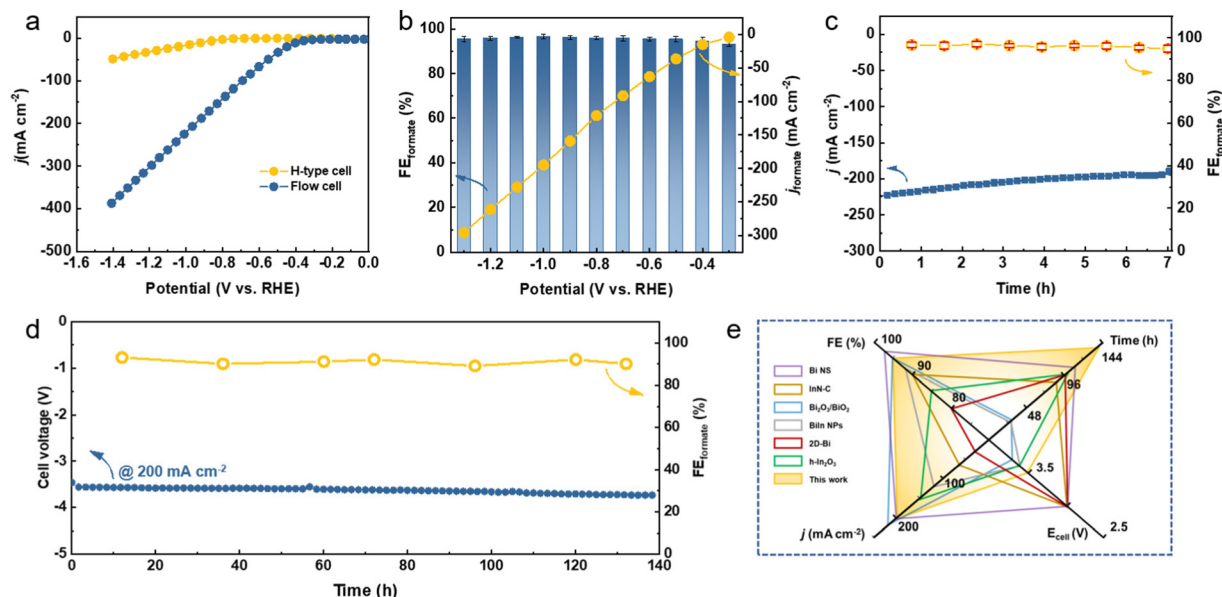 a
j(mA cm⁻²)
0
-100
-200
-300
-400
-500
-1.6 -1.4 -1.2 -1.0 -0.8 -0.6 -0.4 -0.2 0.0
Potential (V vs. RHE)
H-type cell
Flow cell
b
FE_formate (%)
100
80
60
40
20
0
-1.2 -1.0 -0.8 -0.6 -0.4
Potential (V vs. RHE)
0
-50
-100
-150
-200
-250
-300
j_formate (mA cm⁻²)
c
j (mA cm⁻²)
0
-50
-100
-150
-200
-250
-300
0 1 2 3 4 5 6 7
Time (h)
100
80
60
40
20
0
FE_formate (%)
d
Cell voltage (V)
0
-1
-2
-3
-4
-5
@ 200 mA cm⁻²
0 20 40 60 80 100 120 140
Time (h)
100
80
60
40
20
0
FE_formate (%)
e
FE (%)
100
90
80
Time (h)
144
96
48
Bi NS
InN-C
Bi₂O₃/BiO₂
BiIn NPs
2D-Bi
h-In₂O₃
This work
100
200
j (mA cm⁻²)
3.5
E_cell (V)
2.5